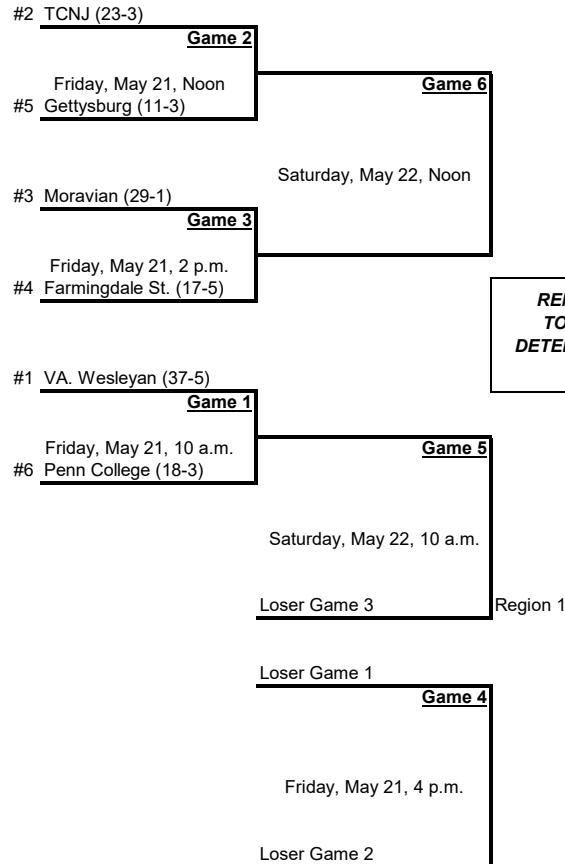 #2 TCNJ (23-3)
Game 2
Friday, May 21, Noon
#5 Gettysburg (11-3)
Game 6
Saturday, May 22, Noon
#3 Moravian (29-1)
Game 3
Friday, May 21, 2 p.m.
#4 Farmingdale St. (17-5)
TO
#1 VA. Wesleyan (37-5)
Game 1
Friday, May 21, 10 a.m.
#6 Penn College (18-3)
Game 5
Saturday, May 22, 10 a.m.
Loser Game 3
Region 1
Loser Game 1
Game 4
Friday, May 21, 4 p.m.
Loser Game 2